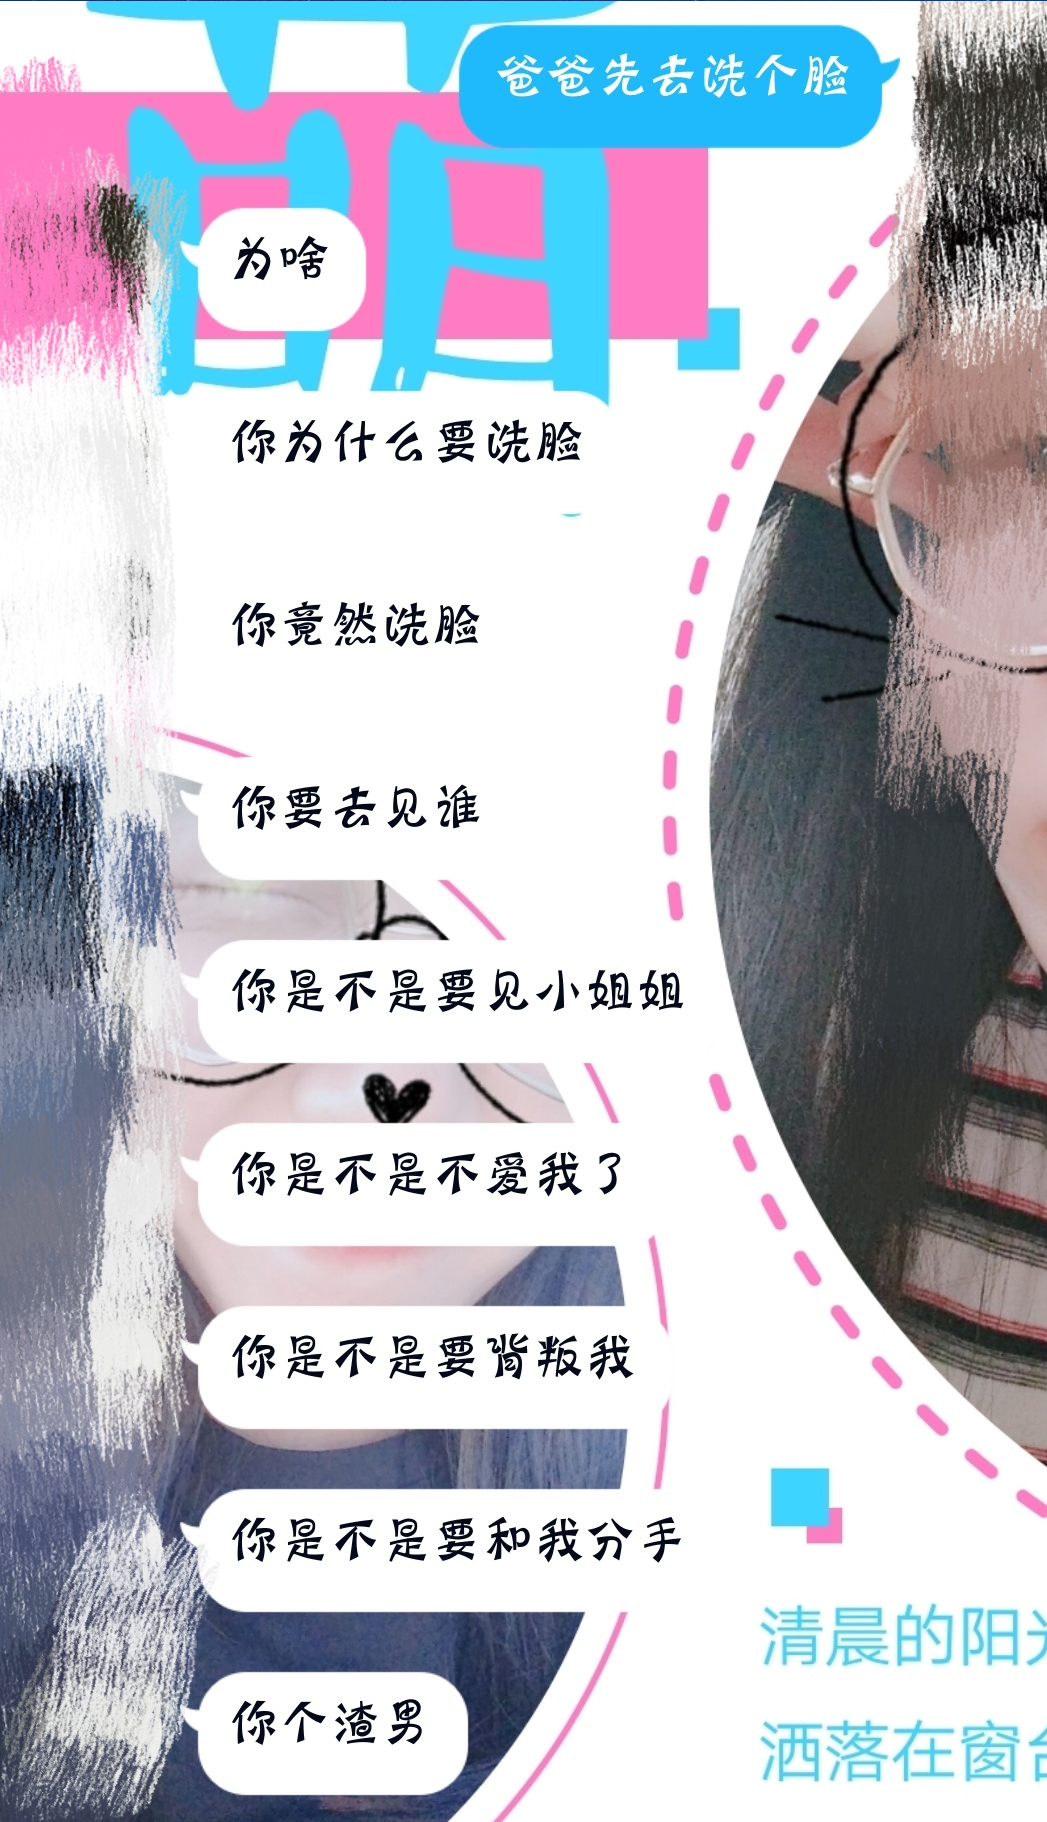 爸爸先去洗个脸
为啥
你为什么要洗脸
你竟然洗脸
你要去见谁
你是不是要见小姐姐
你是不是不爱我了
你是不是要背叛我
你是不是要和我分手
你个渣男
清晨的阳光
洒落在窗台